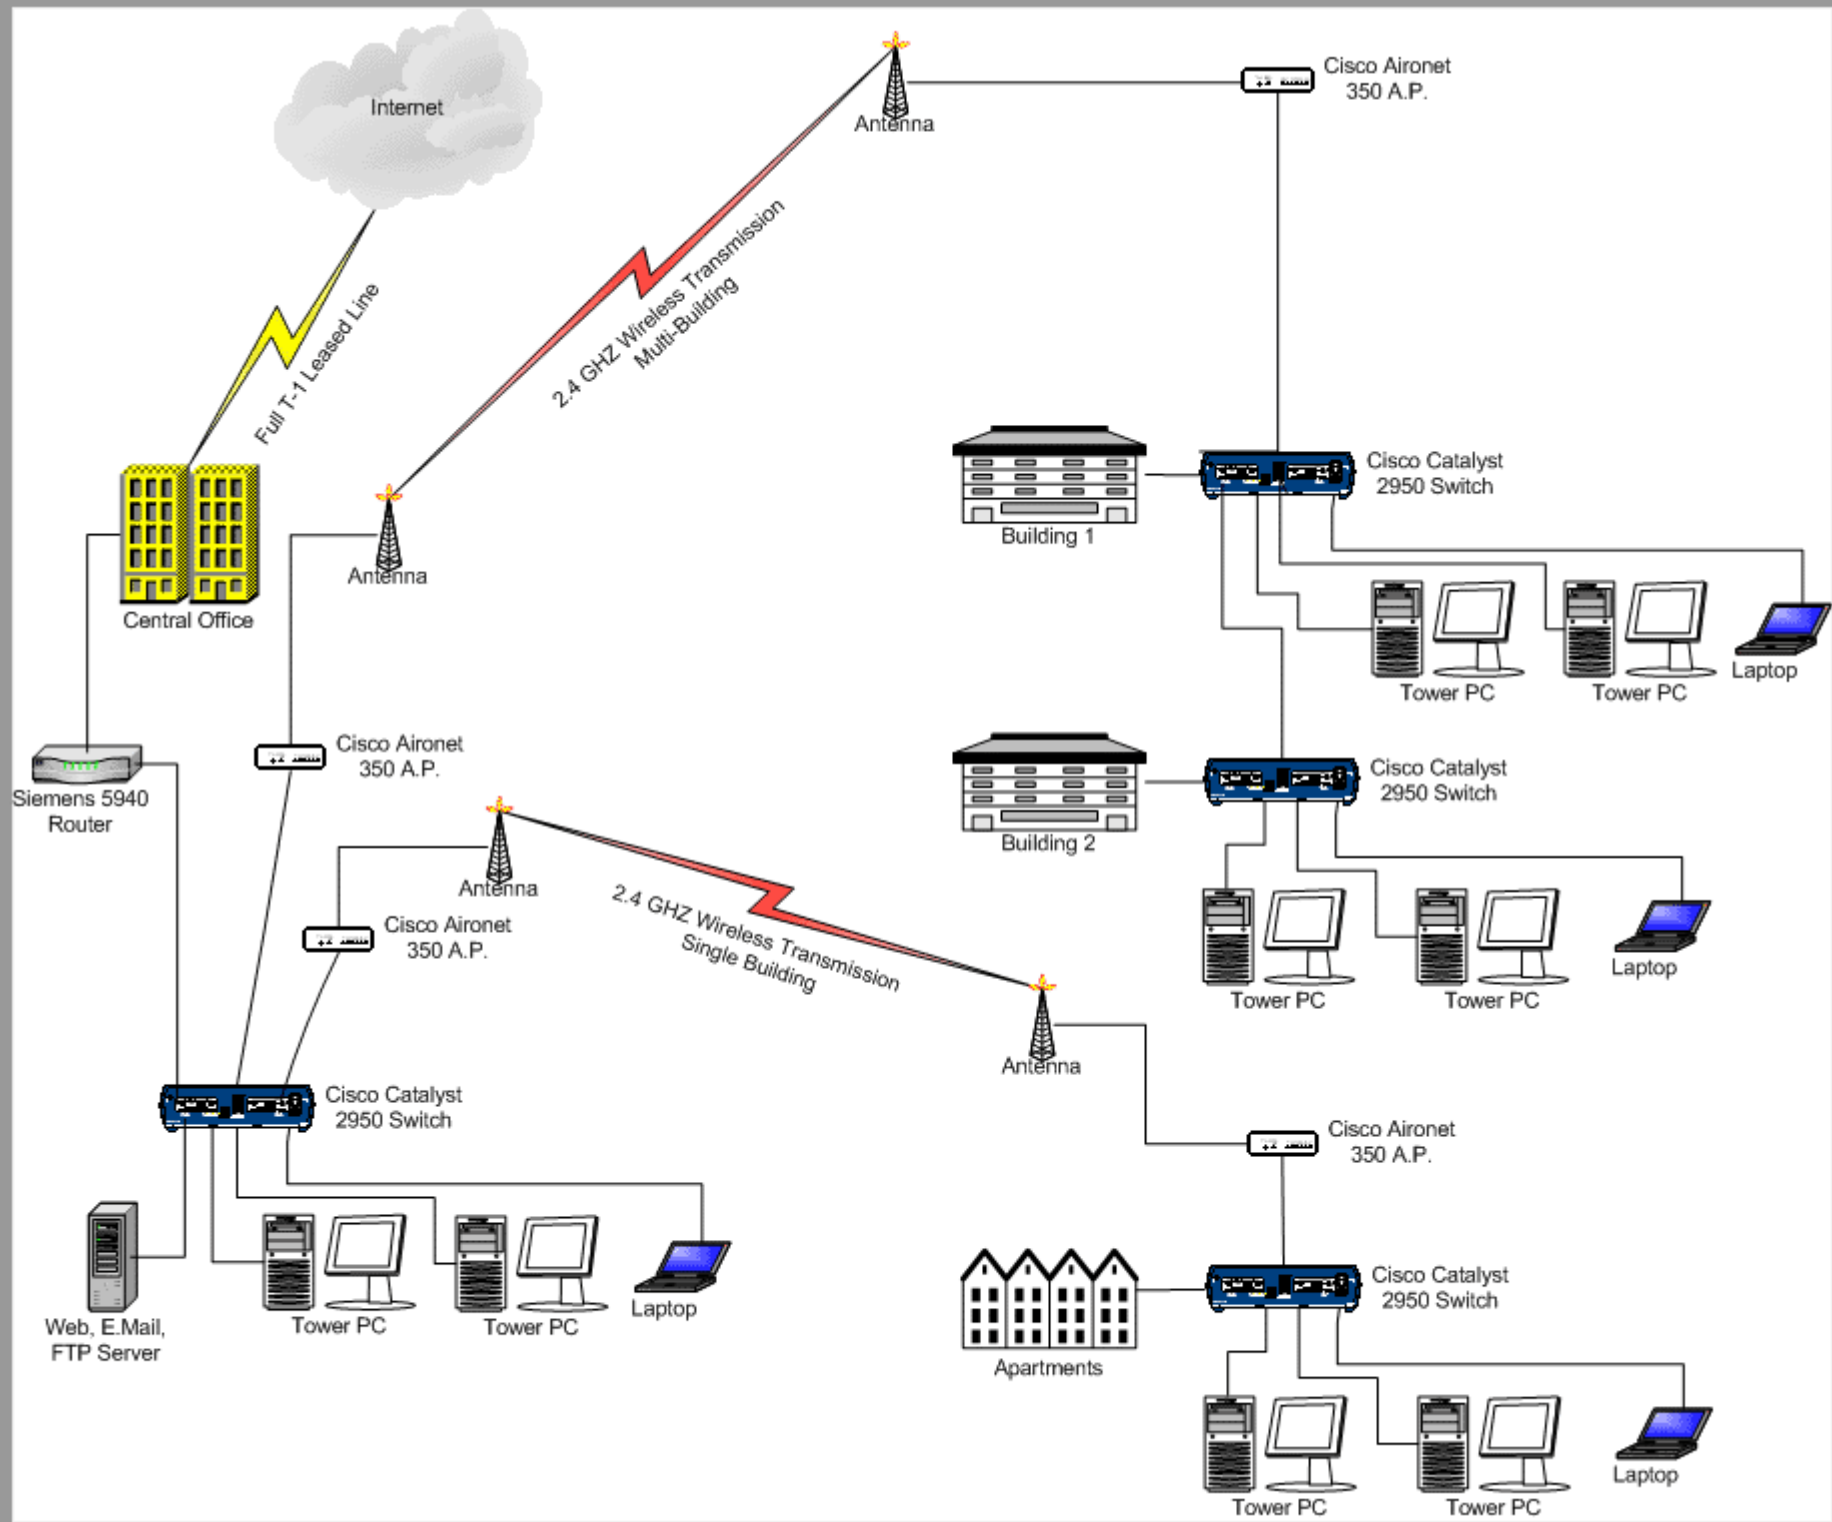 Internet
Cisco Aironet
350 A.P.
Antenna
2.4 GHZ Wireless Transmission
Multi-Building
Full T-1 Leased Line
Cisco Catalyst
2950 Switch
Building 1
Antenna
Central Office
Tower PC
Tower PC
Laptop
Cisco Aironet
350 A.P.
Siemens 5940
Router
Cisco Catalyst
2950 Switch
Building 2
Antenna
2.4 GHZ Wireless Transmission
Single Building
Cisco Aironet
350 A.P.
Tower PC
Tower PC
Laptop
Antenna
Cisco Catalyst
2950 Switch
Cisco Aironet
350 A.P.
Web, E.Mail,
FTP Server
Tower PC
Tower PC
Laptop
Cisco Catalyst
2950 Switch
Apartments
Tower PC
Tower PC
Laptop